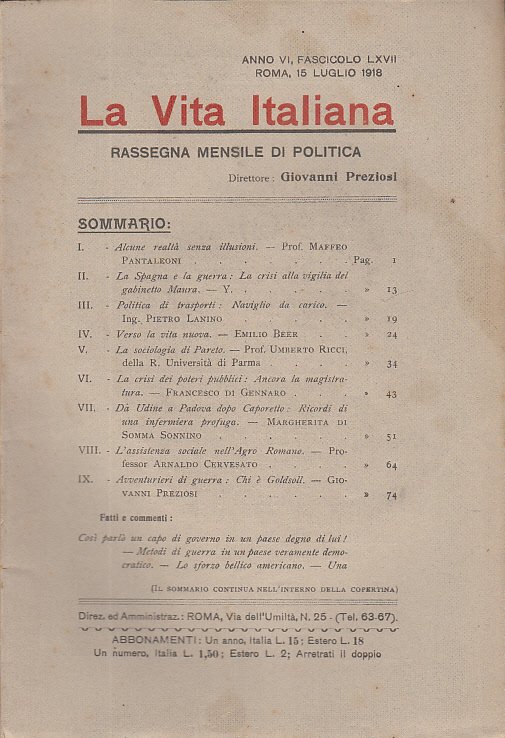 ANNO VI, FASCICOLO LXVII
ROMA, 15 LUGLIO 1918
La Vita Italiana
RASSEGNA MENSILE DI POLITICA
Direttore: Giovanni Preziosi
SOMMARIO:
I. - Alcune realtà senza illusioni. — Prof. MAFFEO
PANTALEONI . . . . . . . Pag. 1
II. - La Spagna e la guerra: La crisi alla vigilia del
gabinetto Maura. — Y. . . . . . . » 13
III. - Politica di trasporti: Naviglio da carico. —
Ing. PIETRO LANINO . . . . . » 19
IV. - Verso la vita nuova. — EMILIO BEER . . » 24
V. - La sociologia di Pareto. — Prof. UMBERTO RICCI,
della R. Università di Parma . . . . » 34
VI. - La crisi dei poteri pubblici: Ancora la magistra-
tura. — FRANCESCO DI GENNARO . . . » 43
VII. - Da Udine a Padova dopo Caporetto: Ricordi di
una infermiera profuga. — MARGHERITA DI
SOMMA SONNINO . . . . . . » 51
VIII. - L'assistenza sociale nell'Agro Romano. — Pro-
fessor ARNALDO CERVESATO . . . . » 64
IX. - Avventurieri di guerra: Chi è Goldsoll. — GIO-
VANNI PREZIOSI . . . . . . » 74
Fatti e commenti:
Così parlò un capo di governo in un paese degno di lui!
— Metodi di guerra in un paese veramente demo-
cratico. — Lo sforzo bellico americano. — Una
(IL SOMMARIO CONTINUA NELL'INTERNO DELLA COPERTINA)
Direz. ed Amministraz.: ROMA, Via dell'Umiltà, N. 25 - (Tel. 63-67).
ABBONAMENTI: Un anno, Italia L. 15; Estero L. 18
Un numero, Italia L. 1,50; Estero L. 2; Arretrati il doppio